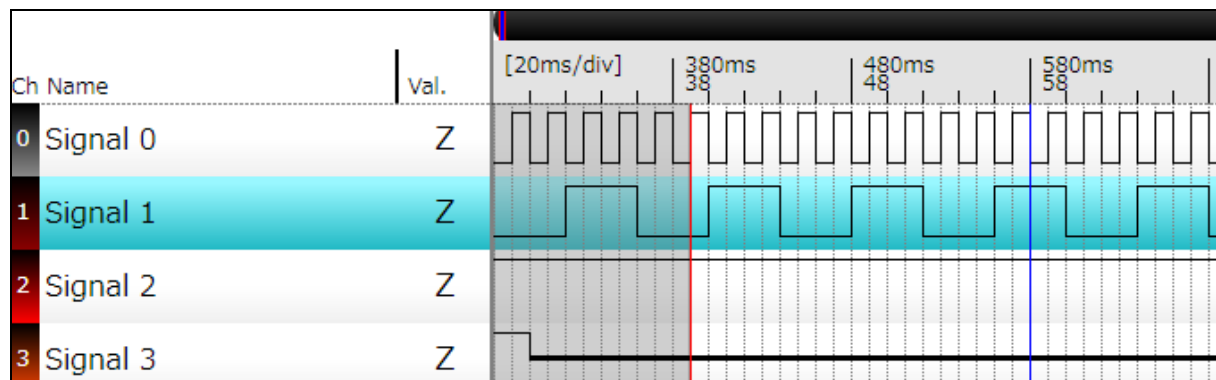 [20ms/div] 380ms 480ms 580ms
38 48 58
Ch Name Val.
0 Signal 0 Z
1 Signal 1 Z
2 Signal 2 Z
3 Signal 3 Z